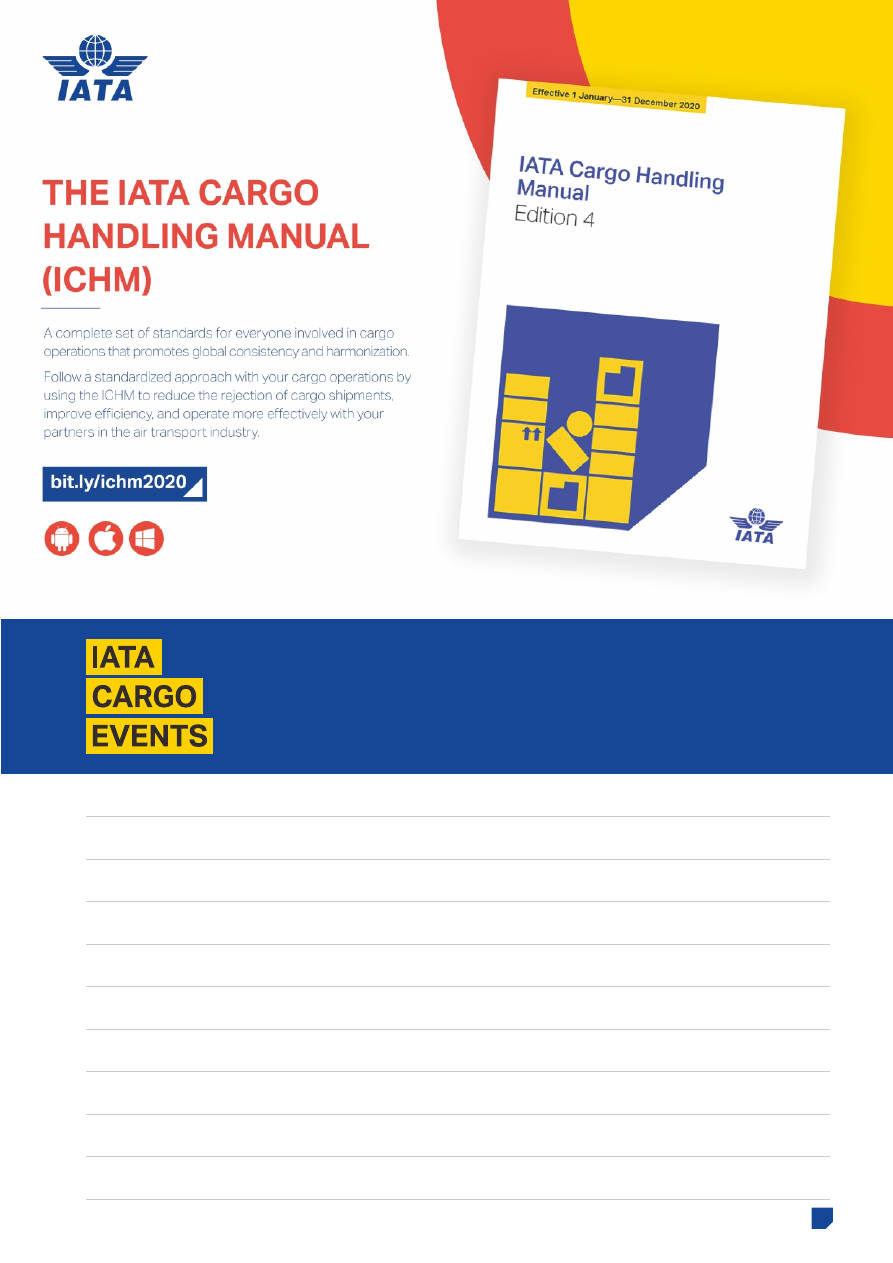 IATA
THE IATA CARGO
HANDLING MANUAL
(ICHM)
A complete set of standards for everyone involved in cargo
operations that promotes global consistency and harmonization.
Follow a standardized approach with your cargo operations by
using the ICHM to reduce the rejection of cargo shipments,
improve efficiency, and operate more effectively with your
partners in the air transport industry.
bit.ly/ichm2020
Effective 1 January—31 December 2020
IATA Cargo Handling
Manual
Edition 4
IATA
IATA
CARGO
EVENTS